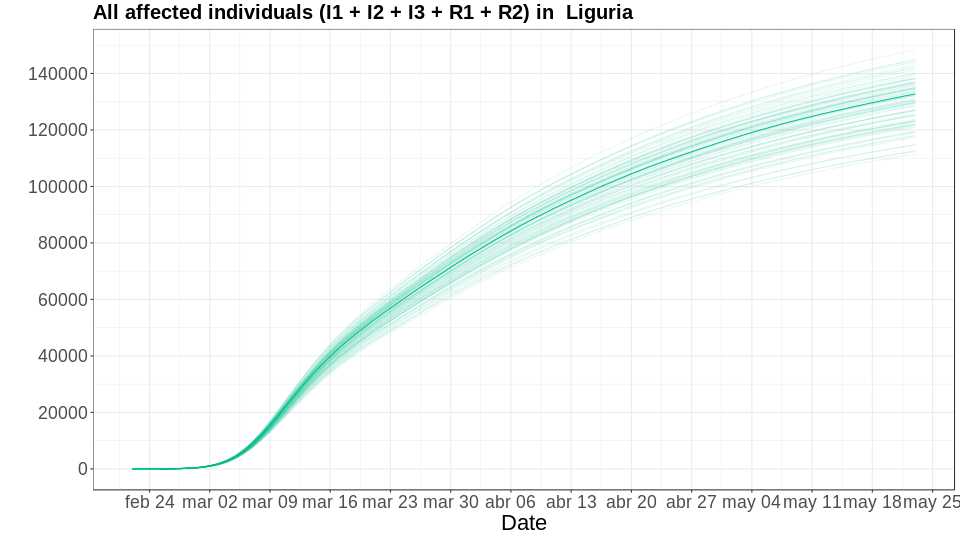 All affected individuals (I1 + I2 + I3 + R1 + R2) in  Liguria
140000
120000
100000
80000
60000
40000
20000
0
feb 24 mar 02 mar 09 mar 16 mar 23 mar 30 abr 06 abr 13 abr 20 abr 27 may 04 may 11 may 18 may 25
Date